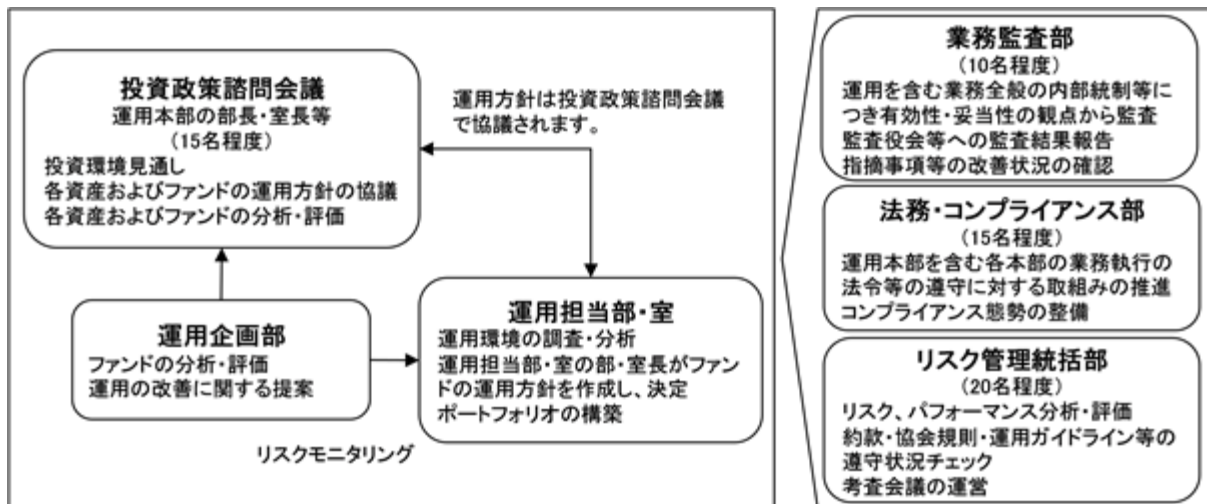 投資政策諮問会議
運用本部の部長・室長等
(15名程度)
投資環境見通し
各資産およびファンドの運用方針の協議
各資産およびファンドの分析・評価
運用方針は投資政策諮問会議
で協議されます。
運用企画部
ファンドの分析・評価
運用の改善に関する提案
運用担当部・室
運用環境の調査・分析
運用担当部・室の部・室長がファン
ドの運用方針を作成し、決定
ポートフォリオの構築
リスクモニタリング
業務監査部
(10名程度)
運用を含む業務全般の内部統制等に
つき有効性・妥当性の観点から監査
監査役会等への監査結果報告
指摘事項等の改善状況の確認
法務・コンプライアンス部
(15名程度)
運用本部を含む各本部の業務執行の
法令等の遵守に対する取組みの推進
コンプライアンス態勢の整備
リスク管理統括部
(20名程度)
リスク、パフォーマンス分析・評価
約款・協会規則・運用ガイドライン等の
遵守状況チェック
考査会議の運営